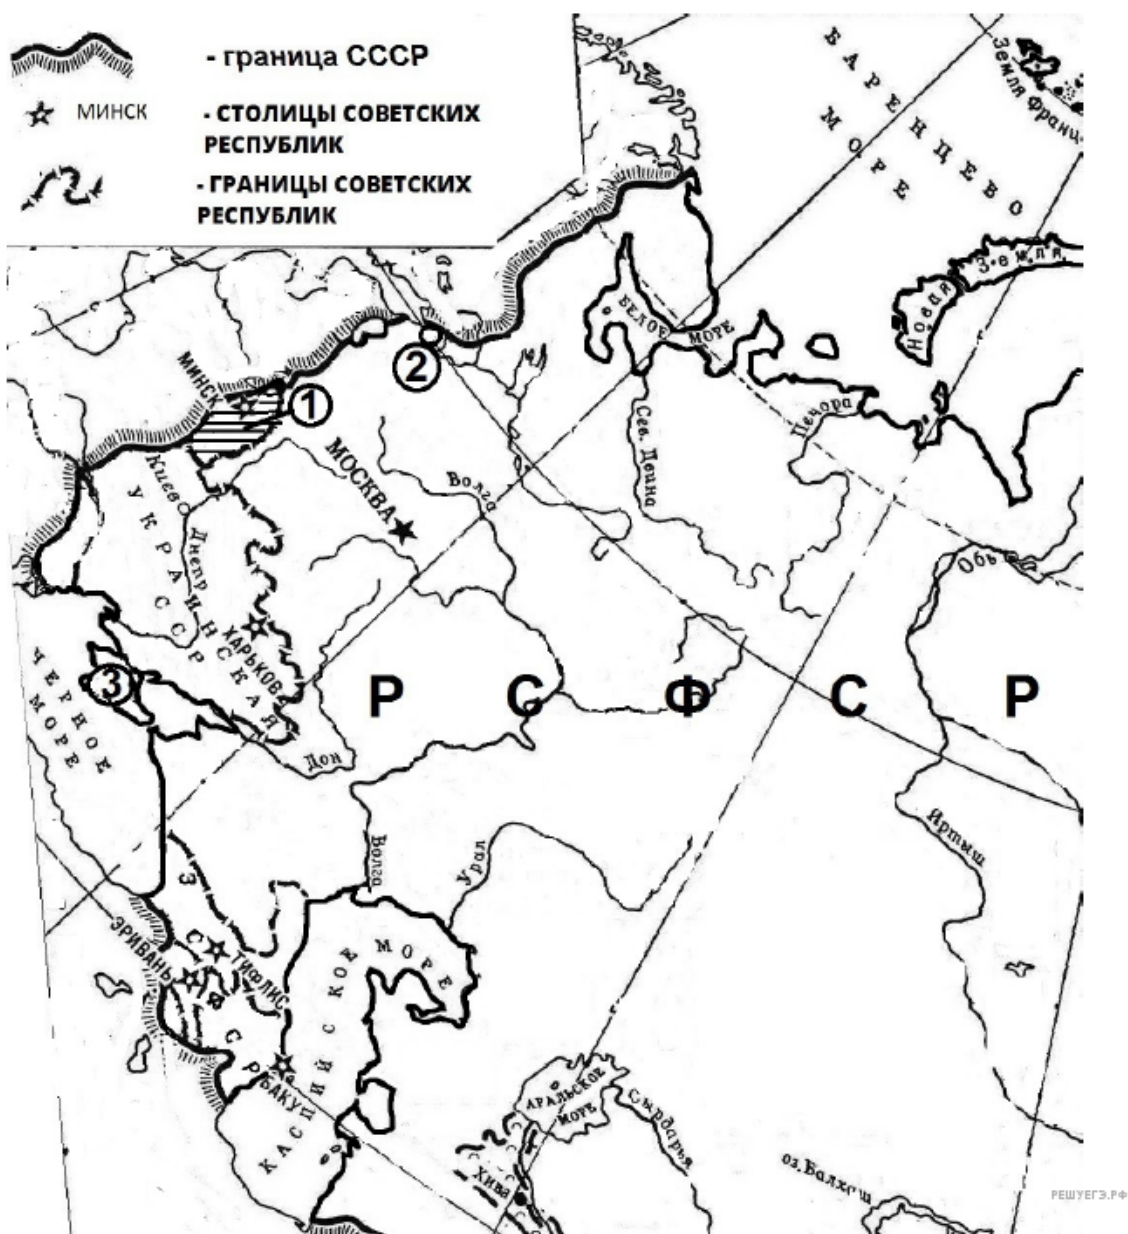 - граница СССР
МИНСК
- СТОЛИЦЫ СОВЕТСКИХ
РЕСПУБЛИК
- ГРАНИЦЫ СОВЕТСКИХ
РЕСПУБЛИК
БАРЕНЦЕВО
МОРЕ
Земля Франц-
Новая
Земля
БЕЛОЕ МОРЕ
Печора
Сев. Двина
МИНСК
1
2
МОСКВА
Волга
Киев
Днепр
УКРАИНСКАЯ
ССР
ХАРЬКОВ
Обь
3
ЧЕРНОЕ
МОРЕ
Р С Ф С Р
Дон
Волга
Урал
Иртыш
ЗСФСР
ЭРИВАНЬ
ТИФЛИС
БАКУ
КАСПИЙСКОЕ МОРЕ
АРАЛЬСКОЕ
МОРЕ
Сырдарья
Хива
оз. Балхаш
РЕШУЕГЭ.РФ